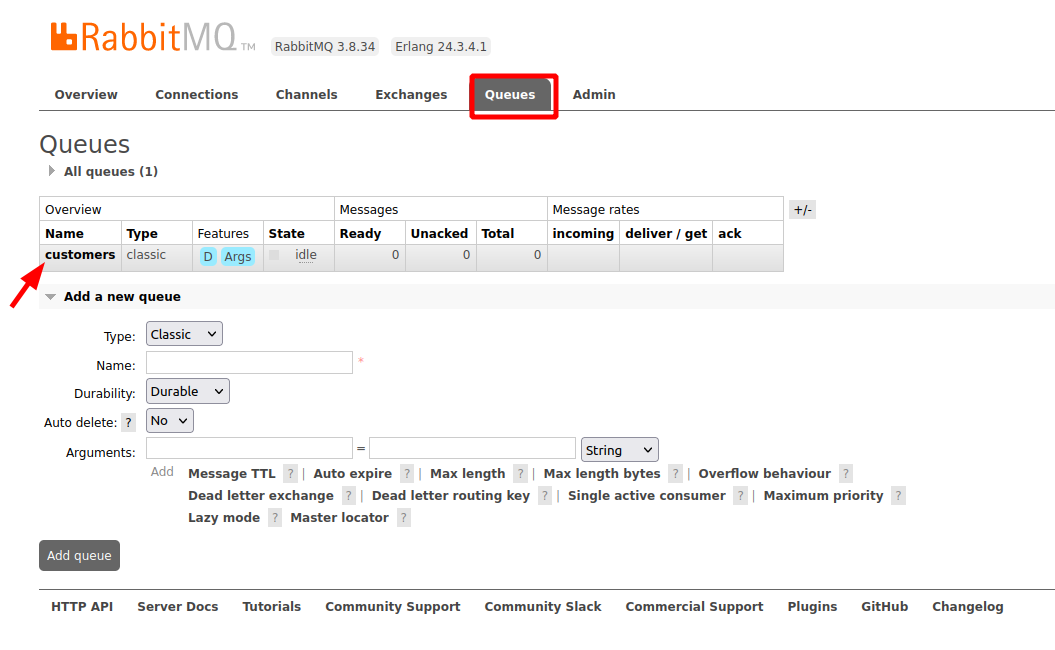 RabbitMQ TM RabbitMQ 3.8.34 Erlang 24.3.4.1
Overview Connections Channels Exchanges Queues Admin
Queues
All queues (1)
Overview Messages Message rates +/-
Name Type Features State Ready Unacked Total incoming deliver / get ack
customers classic D Args idle 0 0 0
Add a new queue
Type: Classic
Name: *
Durability: Durable
Auto delete: ? No
Arguments: = String
Add Message TTL ? | Auto expire ? | Max length ? | Max length bytes ? | Overflow behaviour ?
Dead letter exchange ? | Dead letter routing key ? | Single active consumer ? | Maximum priority ?
Lazy mode ? Master locator ?
Add queue
HTTP API Server Docs Tutorials Community Support Community Slack Commercial Support Plugins GitHub Changelog